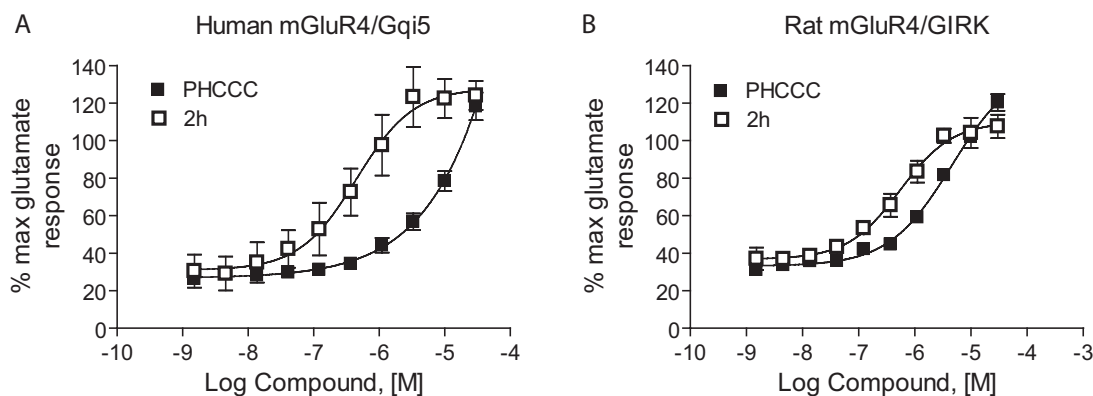 A
Human mGluR4/Gqi5
% max glutamate
response
140
120
100
80
60
40
20
0
PHCCC
2h
-10
-9
-8
-7
-6
-5
-4
Log Compound, [M]
B
Rat mGluR4/GIRK
% max glutamate
response
140
120
100
80
60
40
20
0
PHCCC
2h
-10
-9
-8
-7
-6
-5
-4
-3
Log Compound, [M]